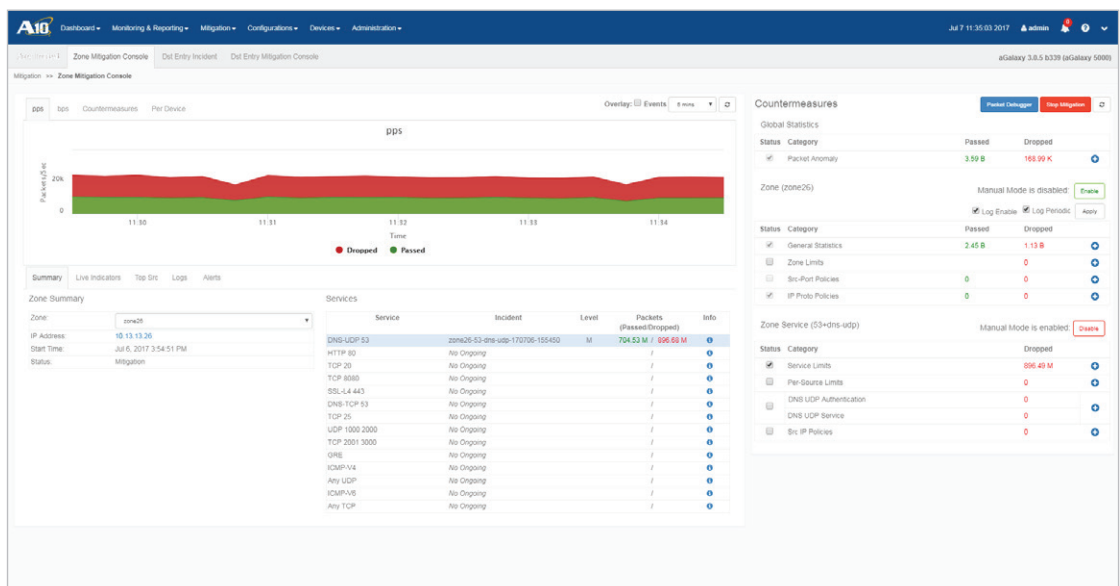 A10 Dashboard Monitoring & Reporting Mitigation Configurations Devices Administration Jul 7 11:35:03 2017 admin
Zone Mitigation Console Dst Entry Incident Dst Entry Mitigation Console aGalaxy 3.0.5 b339 (aGalaxy 5000)
Mitigation >> Zone Mitigation Console
pps bps Countermeasures Per Device Overlay: Events 5 mins
pps
Packets/Sec
20K
0
11:30 11:31 11:32 11:33 11:34
Time
Dropped Passed
Summary Live Indicators Top Src Logs Alerts
Zone Summary
Zone: zone26
IP Address: 10.13.13.26
Start Time: Jul 6, 2017 3:54:51 PM
Status: Mitigation
Services
Service Incident Level Packets (Passed/Dropped) Info
DNS-UDP 53 zone26-53-dns-udp-170706-155450 M 704.53 M / 896.68 M
HTTP 80 No Ongoing /
TCP 20 No Ongoing /
TCP 8080 No Ongoing /
SSL-L4 443 No Ongoing /
DNS-TCP 53 No Ongoing /
TCP 25 No Ongoing /
UDP 1000 2000 No Ongoing /
TCP 2001 3000 No Ongoing /
GRE No Ongoing /
ICMP-V4 No Ongoing /
Any UDP No Ongoing /
ICMP-V6 No Ongoing /
Any TCP No Ongoing /
Countermeasures Packet Debugger Stop Mitigation
Global Statistics
Status Category Passed Dropped
Packet Anomaly 3.59 B 168.99 K
Zone (zone26) Manual Mode is disabled: Enable
Log Enable Log Periodic Apply
Status Category Passed Dropped
General Statistics 2.45 B 1.13 B
Zone Limits 0
Src-Port Policies 0 0
IP Proto Policies 0 0
Zone Service (53+dns-udp) Manual Mode is enabled: Disable
Status Category Dropped
Service Limits 896.49 M
Per-Source Limits 0
DNS UDP Authentication 0
DNS UDP Service 0
Src IP Policies 0